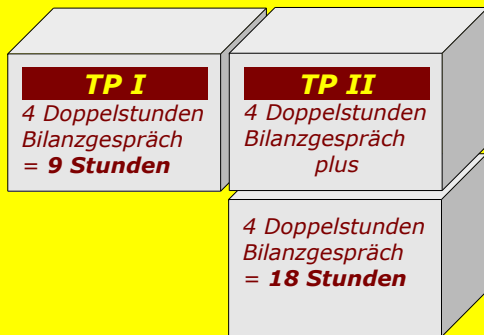 TP I
4 Doppelstunden
Bilanzgespräch
= 9 Stunden
TP II
4 Doppelstunden
Bilanzgespräch
plus
4 Doppelstunden
Bilanzgespräch
= 18 Stunden